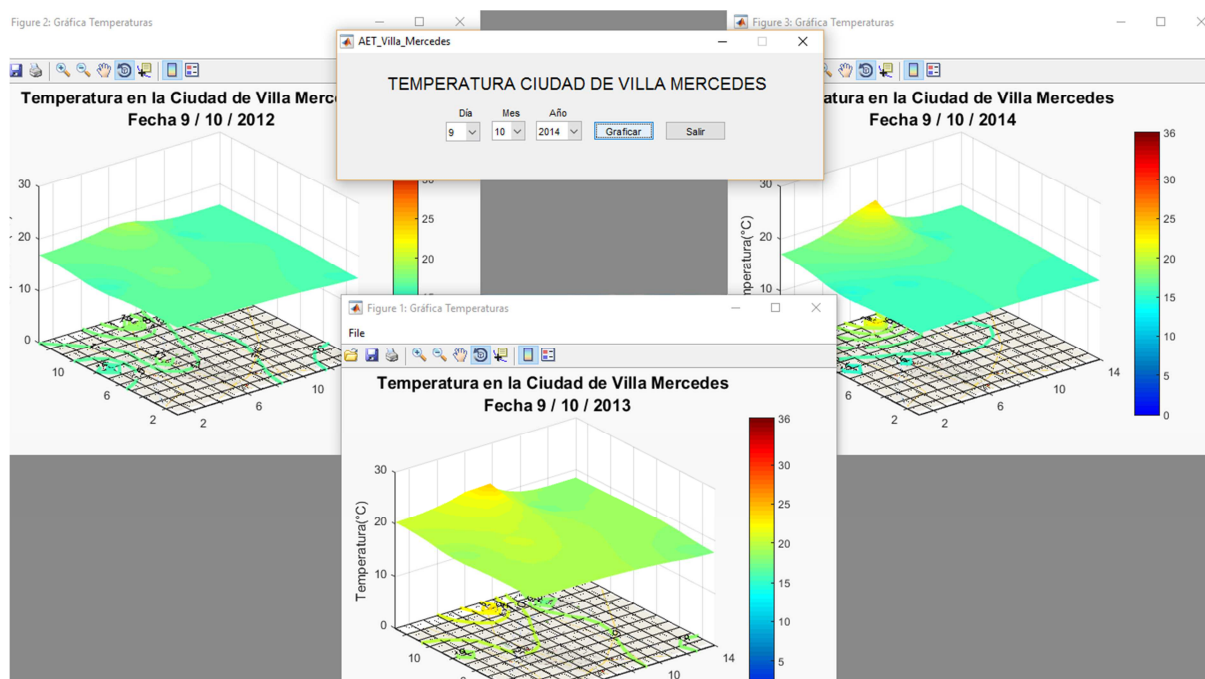 Figure 2: Gráfica Temperaturas
Temperatura en la Ciudad de Villa Merc
Fecha 9 / 10 / 2012
30
20
10
0
10
6
2
2
6
10
30
25
20
15
AET_Villa_Mercedes
TEMPERATURA CIUDAD DE VILLA MERCEDES
Día Mes Año
9 10 2014 Graficar Salir
Figure 3: Gráfica Temperaturas
atura en la Ciudad de Villa Mercedes
Fecha 9 / 10 / 2014
mperatura(°C)
30
20
10
10
6
2
2
6
10
14
36
30
25
20
15
10
5
0
Figure 1: Gráfica Temperaturas
File
Temperatura en la Ciudad de Villa Mercedes
Fecha 9 / 10 / 2013
Temperatura(°C)
30
20
10
0
10
10
14
36
30
25
20
15
10
5